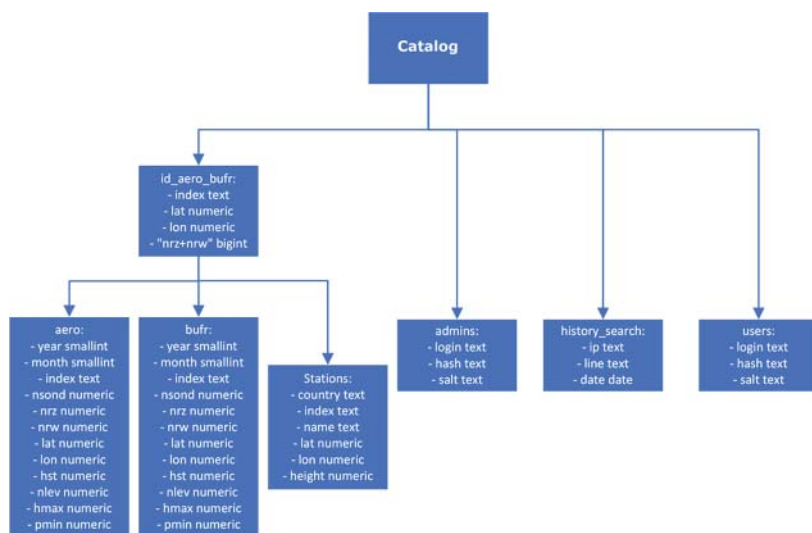 Catalog
id_aero_bufr:
- index text
- lat numeric
- lon numeric
- "nrz+nrw" bigint
aero:
- year smallint
- month smallint
- index text
- nsond numeric
- nrz numeric
- nrw numeric
- lat numeric
- lon numeric
- hst numeric
- nlev numeric
- hmax numeric
- pmin numeric
bufr:
- year smallint
- month smallint
- index text
- nsond numeric
- nrz numeric
- nrw numeric
- lat numeric
- lon numeric
- hst numeric
- nlev numeric
- hmax numeric
- pmin numeric
Stations:
- country text
- index text
- name text
- lat numeric
- lon numeric
- height numeric
admins:
- login text
- hash text
- salt text
history_search:
- ip text
- line text
- date date
users:
- login text
- hash text
- salt text